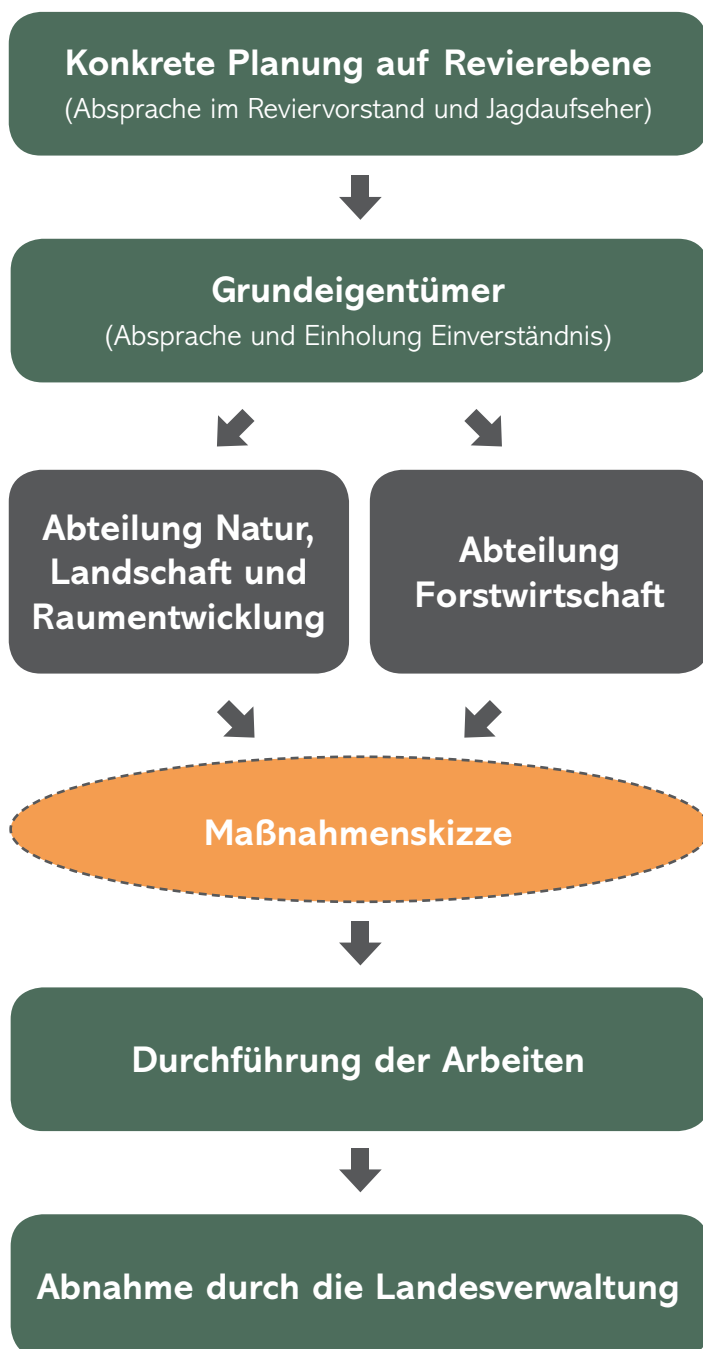 Konkrete Planung auf Revierebene
(Absprache im Reviervorstand und Jagdaufseher)
Grundeigentümer
(Absprache und Einholung Einverständnis)
Abteilung Natur,
Landschaft und
Raumentwicklung
Abteilung
Forstwirtschaft
Maßnahmenskizze
Durchführung der Arbeiten
Abnahme durch die Landesverwaltung